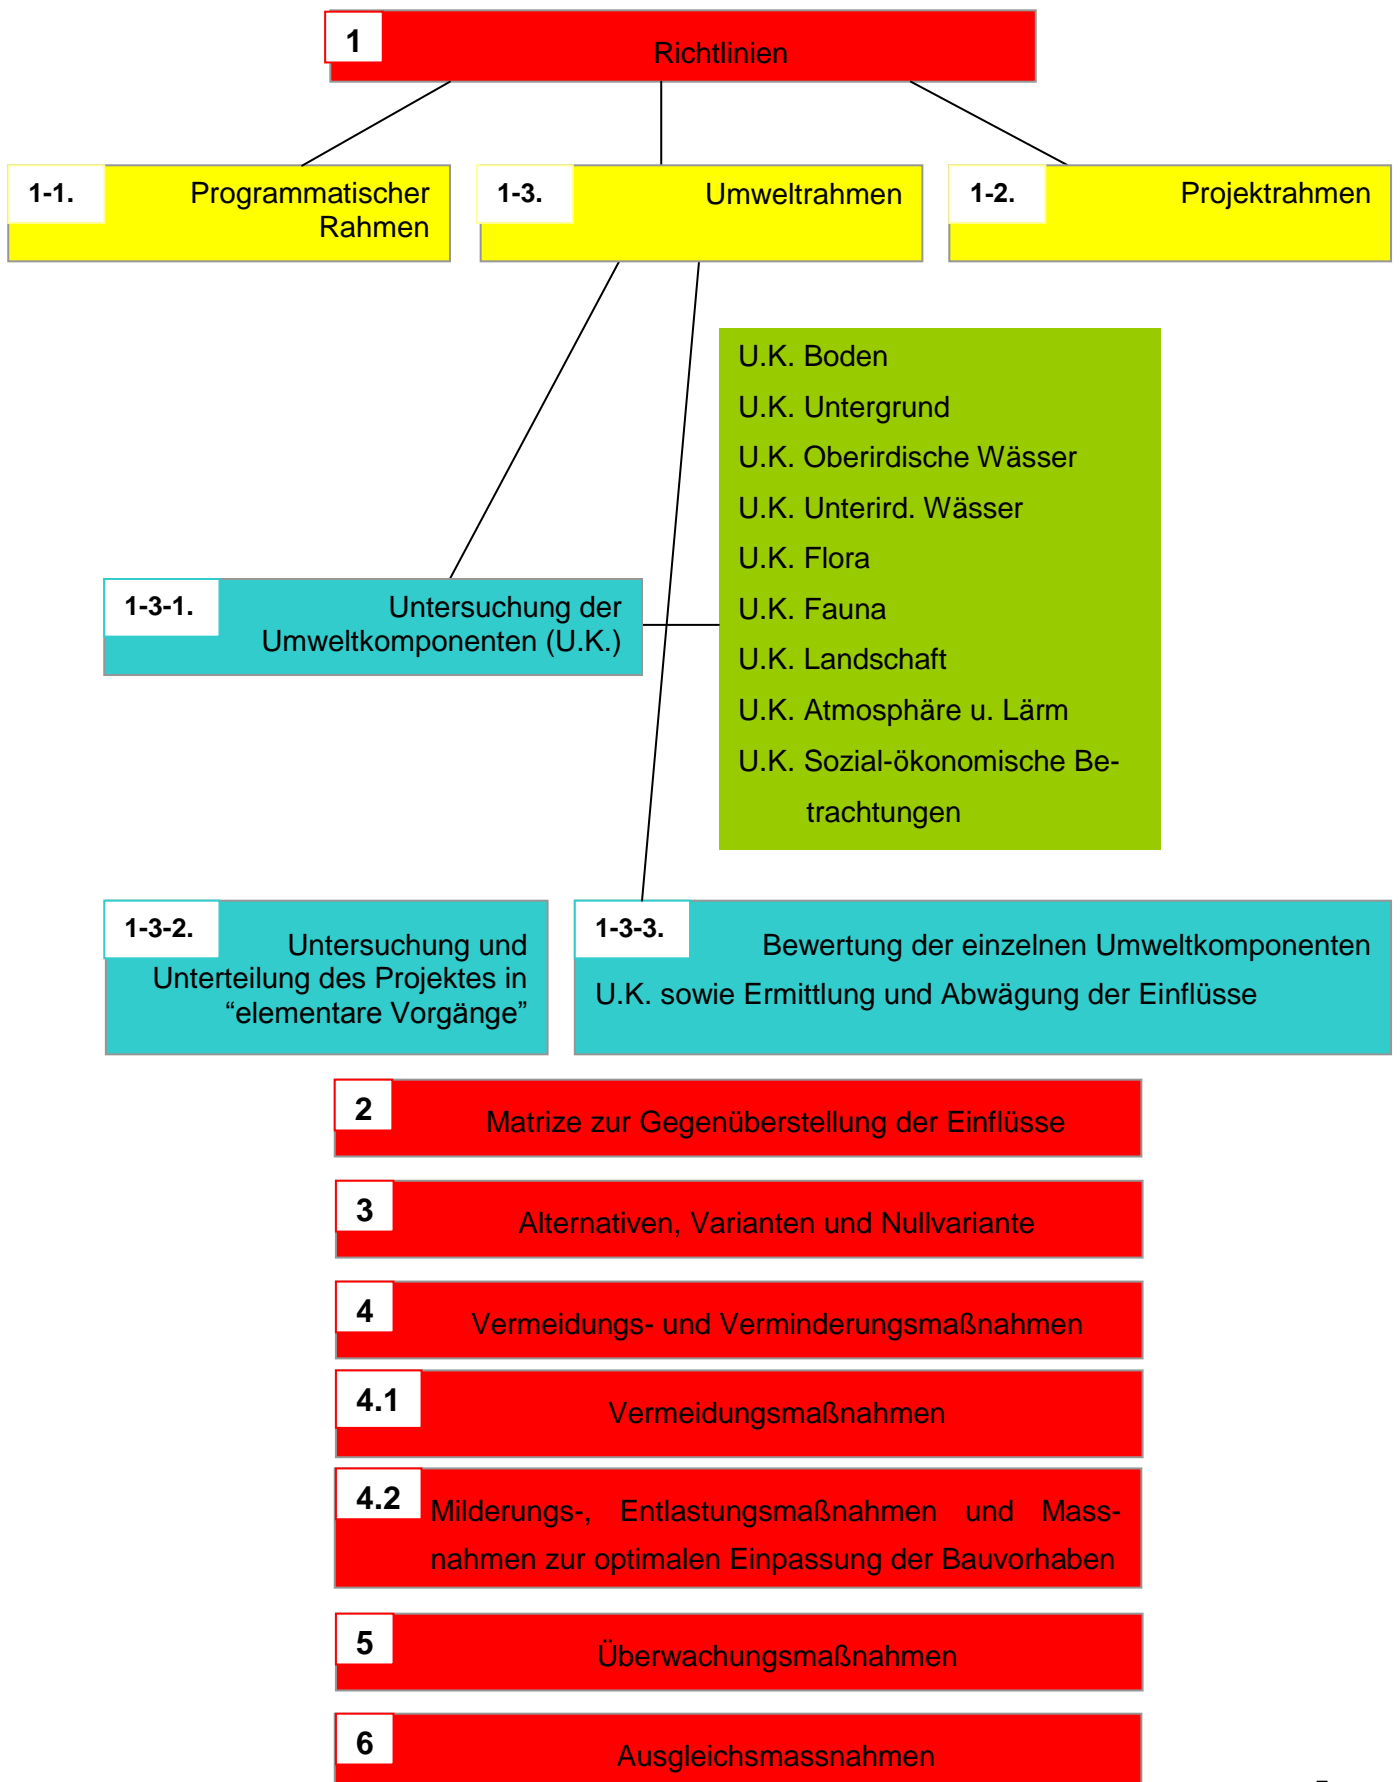 1
Richtlinien
1-1.
Programmatischer
Rahmen
1-3.
Umweltrahmen
1-2.
Projektrahmen
U.K. Boden
U.K. Untergrund
U.K. Oberirdische Wässer
U.K. Unterird. Wässer
U.K. Flora
U.K. Fauna
U.K. Landschaft
U.K. Atmosphäre u. Lärm
U.K. Sozial-ökonomische Be-
trachtungen
1-3-1.
Untersuchung der
Umweltkomponenten (U.K.)
1-3-2.
Untersuchung und
Unterteilung des Projektes in
“elementare Vorgänge”
1-3-3.
Bewertung der einzelnen Umweltkomponenten
U.K. sowie Ermittlung und Abwägung der Einflüsse
2
Matrize zur Gegenüberstellung der Einflüsse
3
Alternativen, Varianten und Nullvariante
4
Vermeidungs- und Verminderungsmaßnahmen
4.1
Vermeidungsmaßnahmen
4.2
Milderungs-, Entlastungsmaßnahmen und Mass-
nahmen zur optimalen Einpassung der Bauvorhaben
5
Überwachungsmaßnahmen
6
Ausgleichsmassnahmen